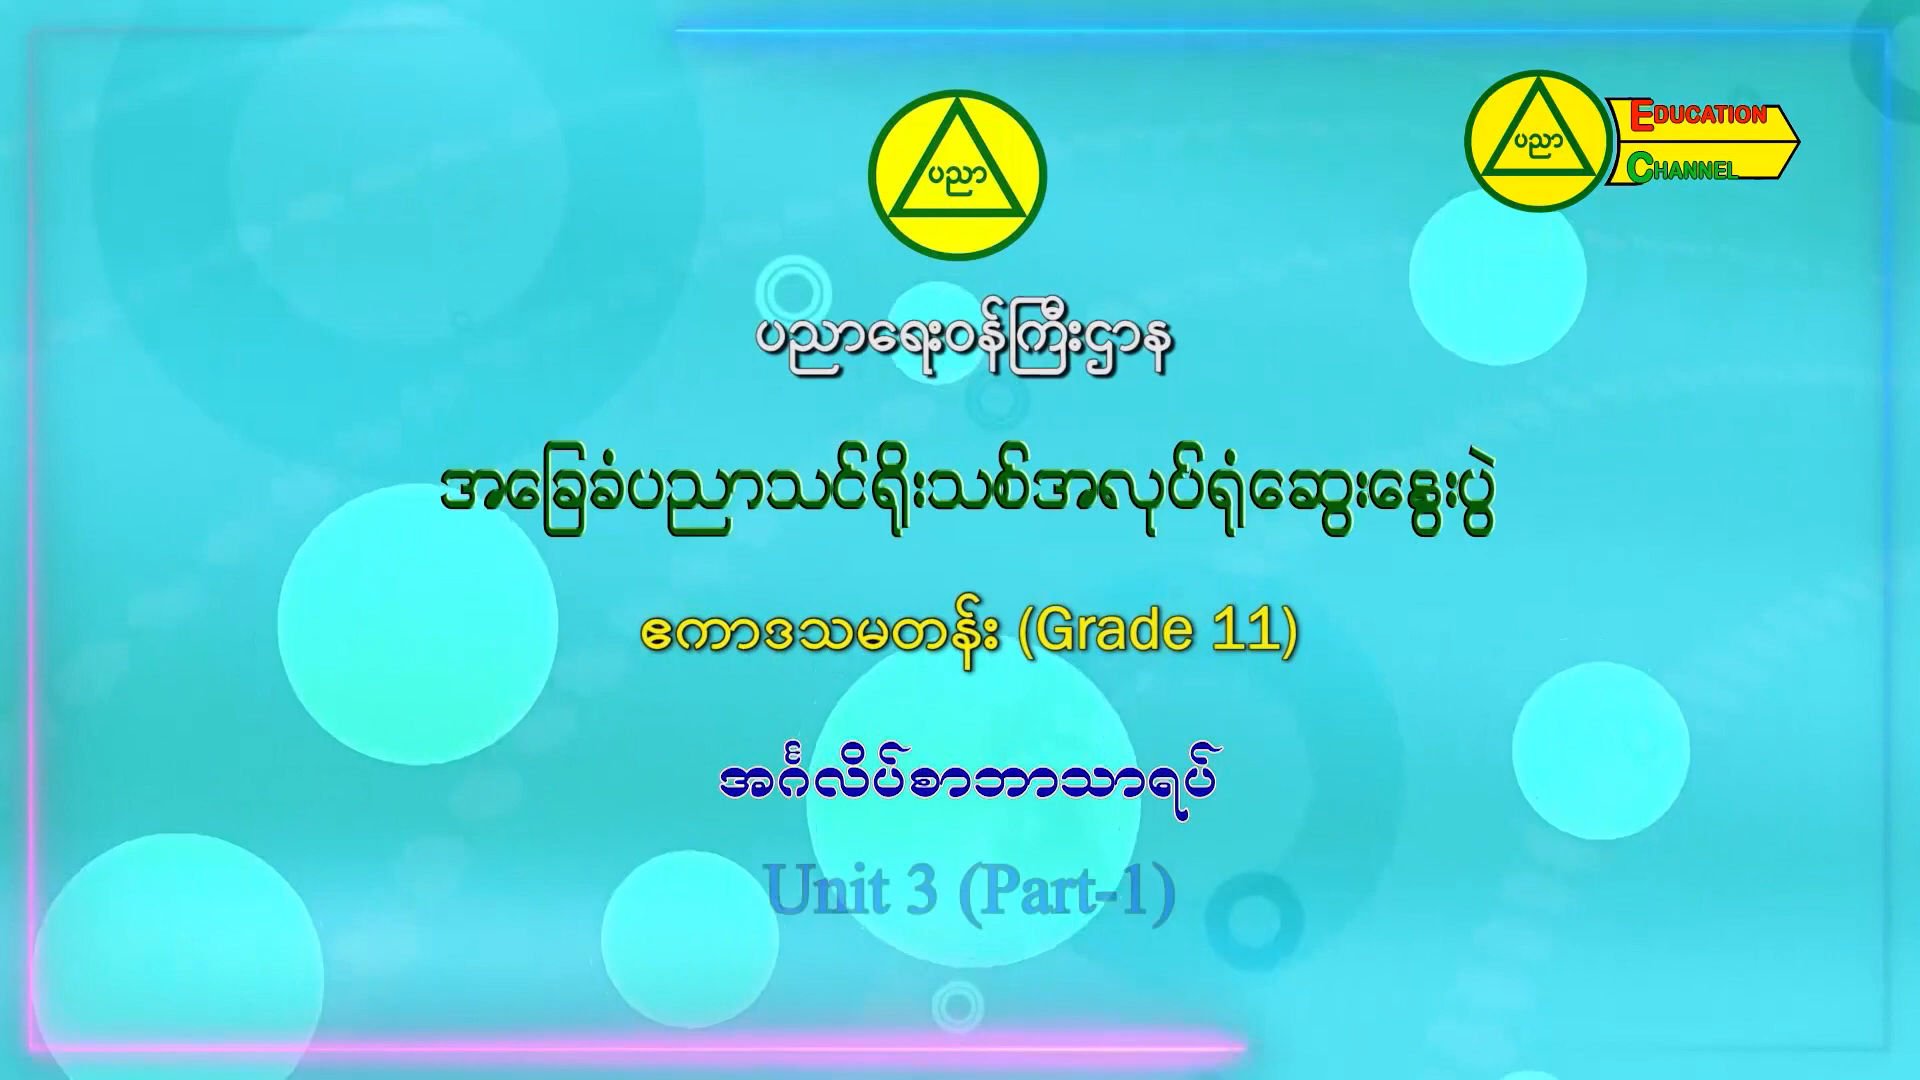 ပညာ
ပညာ
EDUCATION
CHANNEL
ပညာရေးဝန်ကြီးဌာန
အခြေခံပညာသင်ရိုးသစ်အလုပ်ရုံဆွေးနွေးပွဲ
ဧကာဒသမတန်း (Grade 11)
အင်္ဂလိပ်စာဘာသာရပ်
Unit 3 (Part-1)